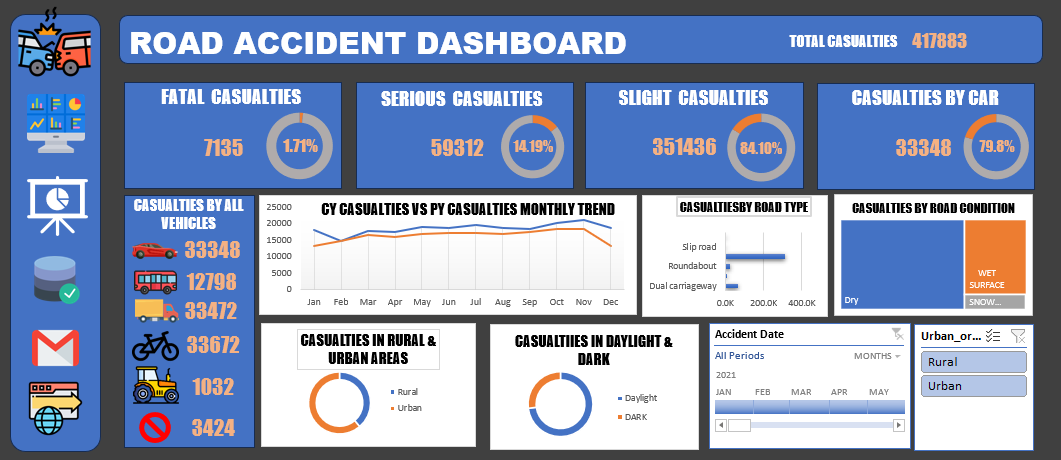 ROAD ACCIDENT DASHBOARD
TOTAL CASUALTIES 417883
FATAL CASUALTIES
7135
1.71%
SERIOUS CASUALTIES
59312
14.19%
SLIGHT CASUALTIES
351436
84.10%
CASUALTIES BY CAR
33348
79.8%
CASUALTIES BY ALL
VEHICLES
33348
12798
33472
33672
1032
3424
CY CASUALTIES VS PY CASUALTIES MONTHLY TREND
25000
20000
15000
10000
5000
0
Jan Feb Mar Apr May Jun Jul Aug Sep Oct Nov Dec
CASUALTIESBY ROAD TYPE
Slip road
Roundabout
Dual carriageway
0.0K 200.0K 400.0K
CASUALTIES BY ROAD CONDITION
Dry
WET
SURFACE
SNOW...
CASUALTIES IN RURAL &
URBAN AREAS
Rural
Urban
CASUALTIES IN DAYLIGHT &
DARK
Daylight
DARK
Accident Date
All Periods MONTHS
2021
JAN FEB MAR APR MAY
Urban_or...
Rural
Urban